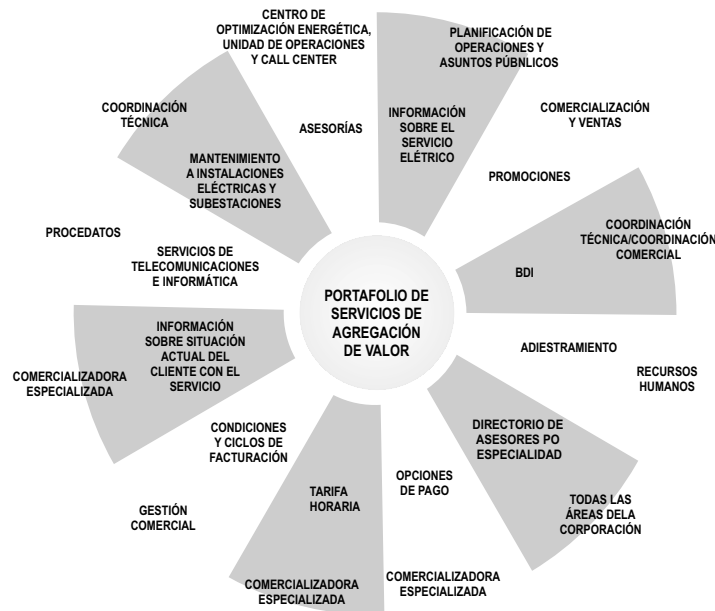 CENTRO DE
OPTIMIZACIÓN ENERGÉTICA,
UNIDAD DE OPERACIONES
Y CALL CENTER
PLANIFICACIÓN DE
OPERACIONES Y
ASUNTOS PÚBNLICOS
COORDINACIÓN
TÉCNICA
ASESORÍAS
INFORMACIÓN
SOBRE EL
SERVICIO
ELÉTRICO
COMERCIALIZACIÓN
Y VENTAS
MANTENIMIENTO
A INSTALACIONES
ELÉCTRICAS Y
SUBESTACIONES
PROMOCIONES
PROCEDATOS
SERVICIOS DE
TELECOMUNICACIONES
E INFORMÁTICA
COORDINACIÓN
TÉCNICA/COORDINACIÓN
COMERCIAL
BDI
PORTAFOLIO DE
SERVICIOS DE
AGREGACIÓN
DE VALOR
INFORMACIÓN
SOBRE SITUACIÓN
ACTUAL DEL
CLIENTE CON EL
SERVICIO
COMERCIALIZADORA
ESPECIALIZADA
ADIESTRAMIENTO
RECURSOS
HUMANOS
CONDICIONES
Y CICLOS DE
FACTURACIÓN
DIRECTORIO DE
ASESORES PO
ESPECIALIDAD
GESTIÓN
COMERCIAL
TARIFA
HORARIA
OPCIONES
DE PAGO
TODAS LAS
ÁREAS DELA
CORPORACIÓN
COMERCIALIZADORA
ESPECIALIZADA
COMERCIALIZADORA
ESPECIALIZADA